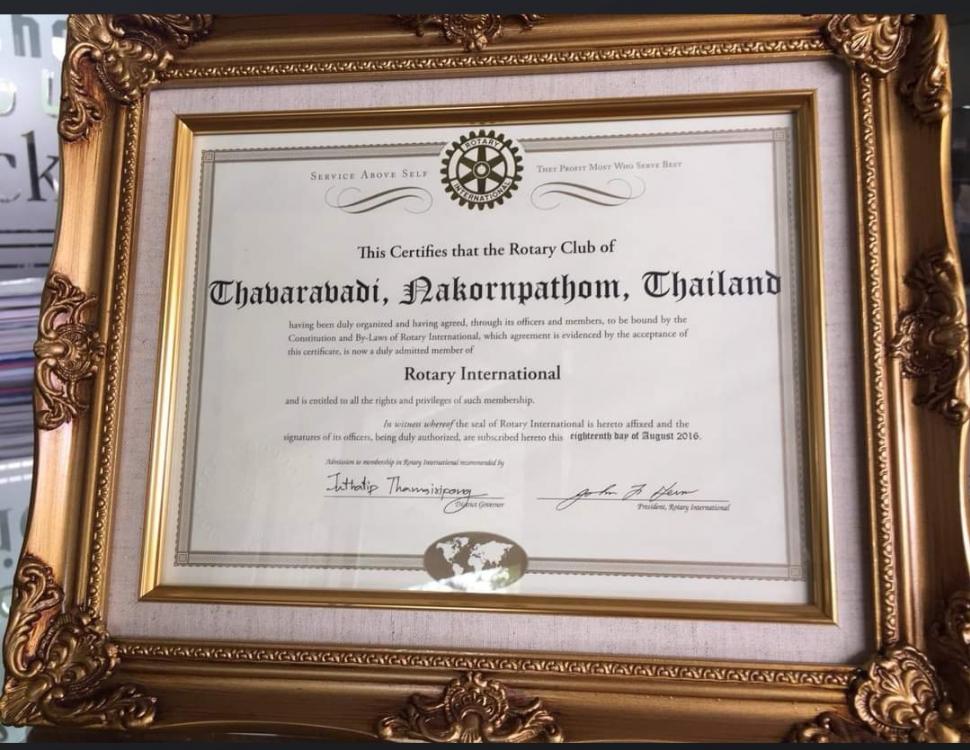 SERVICE ABOVE SELF
ROTARY
INTERNATIONAL
THEY PROFIT MOST WHO SERVE BEST
This Certifies that the Rotary Club of
Thavaravadi, Nakornpathom, Thailand
having been duly organized and having agreed, through its officers and members, to be bound by the
Constitution and By-Laws of Rotary International, which agreement is evidenced by the acceptance of
this certificate, is now a duly admitted member of
Rotary International
and is entitled to all the rights and privileges of such membership.
In witness whereof the seal of Rotary International is hereto affixed and the
signatures of its officers, being duly authorized, are subscribed hereto this eighteenth day of August 2016.
Admission to membership in Rotary International recommended by
District Governor
John F Germ
President, Rotary International
ck